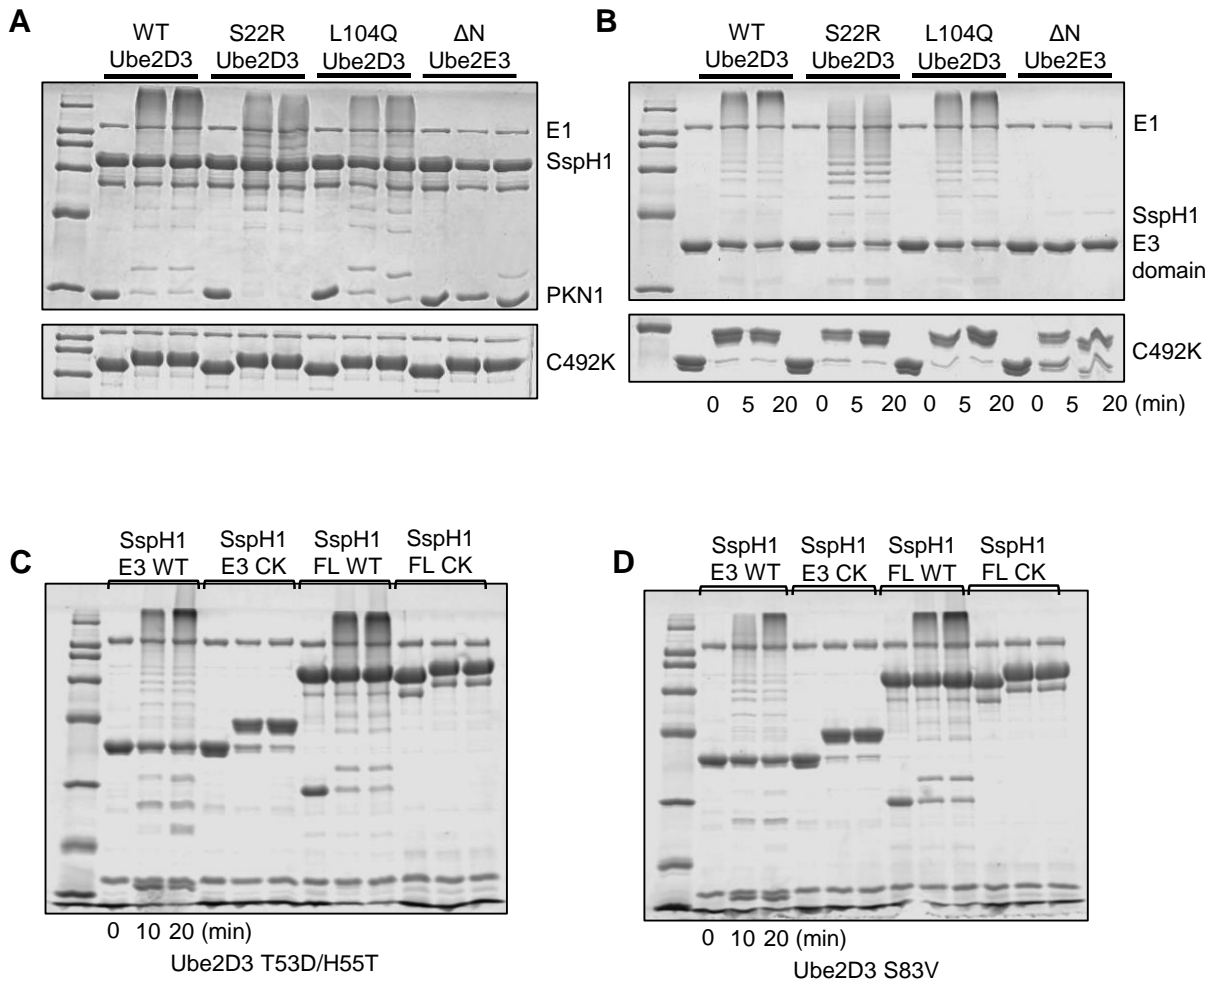 A
WT
Ube2D3
S22R
Ube2D3
L104Q
Ube2D3
ΔN
Ube2E3
E1
SspH1
PKN1
C492K
B
WT
Ube2D3
S22R
Ube2D3
L104Q
Ube2D3
ΔN
Ube2E3
E1
SspH1
E3
domain
C492K
0 5 20 0 5 20 0 5 20 0 5 20 (min)
C
SspH1
E3 WT
SspH1
E3 CK
SspH1
FL WT
SspH1
FL CK
0 10 20 (min)
Ube2D3 T53D/H55T
D
SspH1
E3 WT
SspH1
E3 CK
SspH1
FL WT
SspH1
FL CK
0 10 20 (min)
Ube2D3 S83V